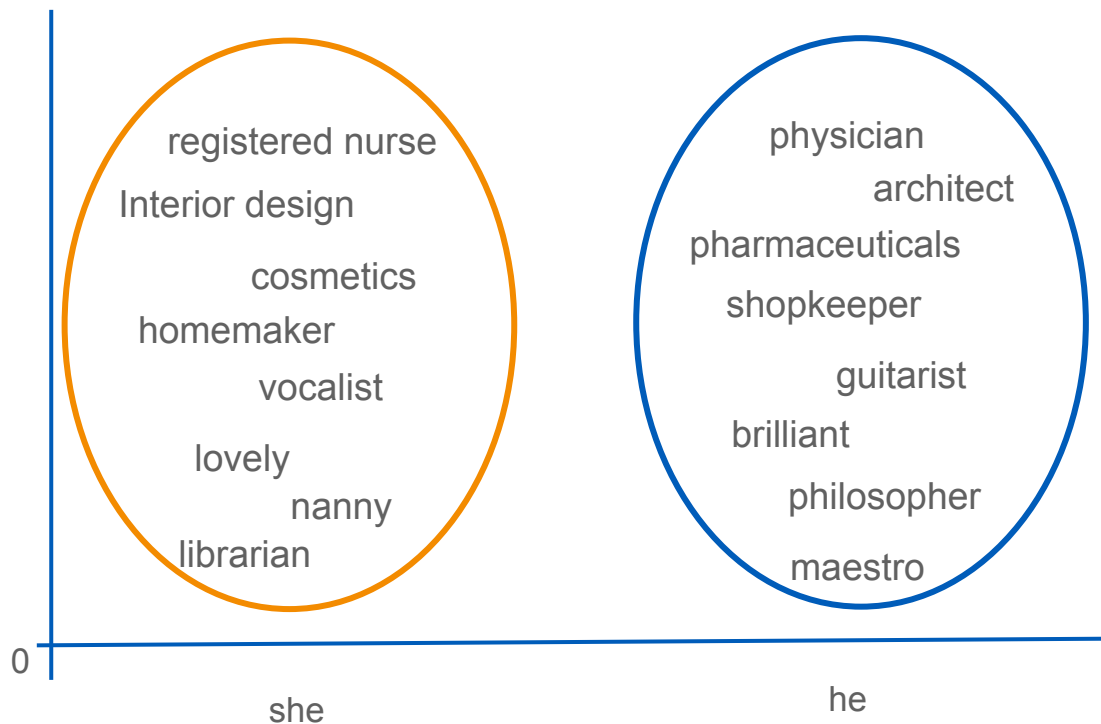 registered nurse
Interior design
cosmetics
homemaker
vocalist
lovely
nanny
librarian
physician
architect
pharmaceuticals
shopkeeper
guitarist
brilliant
philosopher
maestro
0
she
he